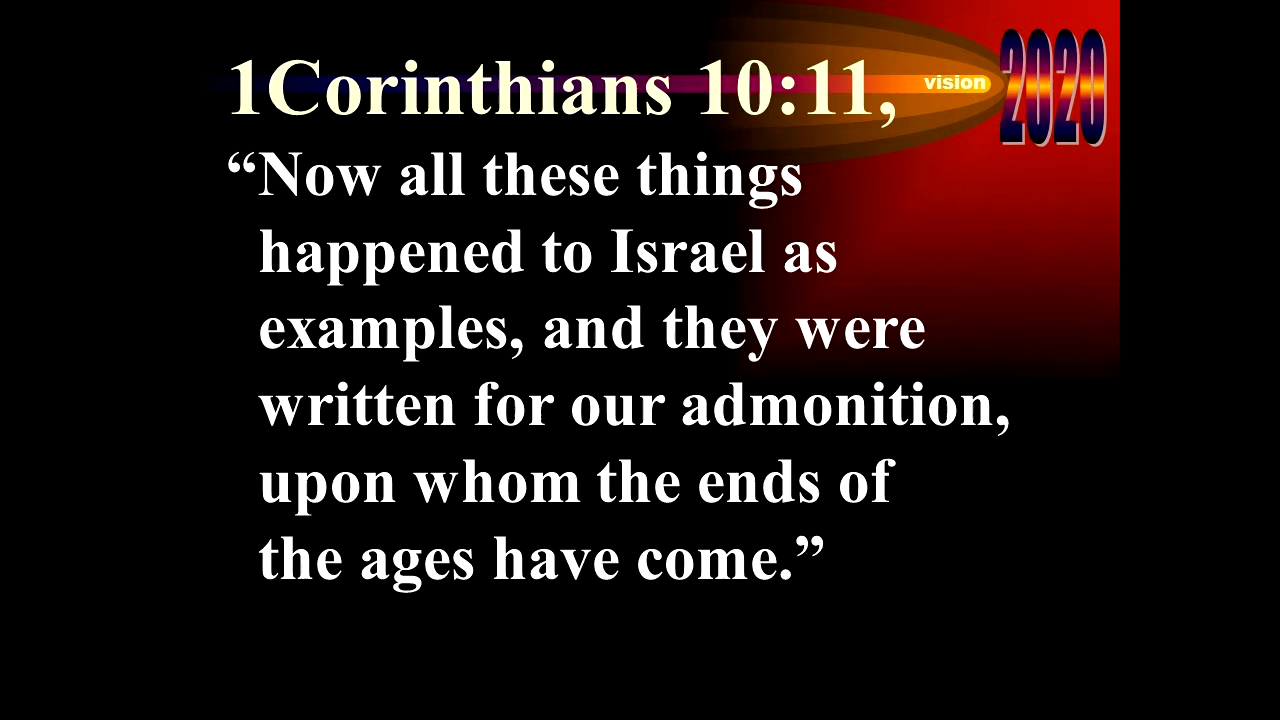 1Corinthians 10:11,
vision 2020
“Now all these things
happened to Israel as
examples, and they were
written for our admonition,
upon whom the ends of
the ages have come.”